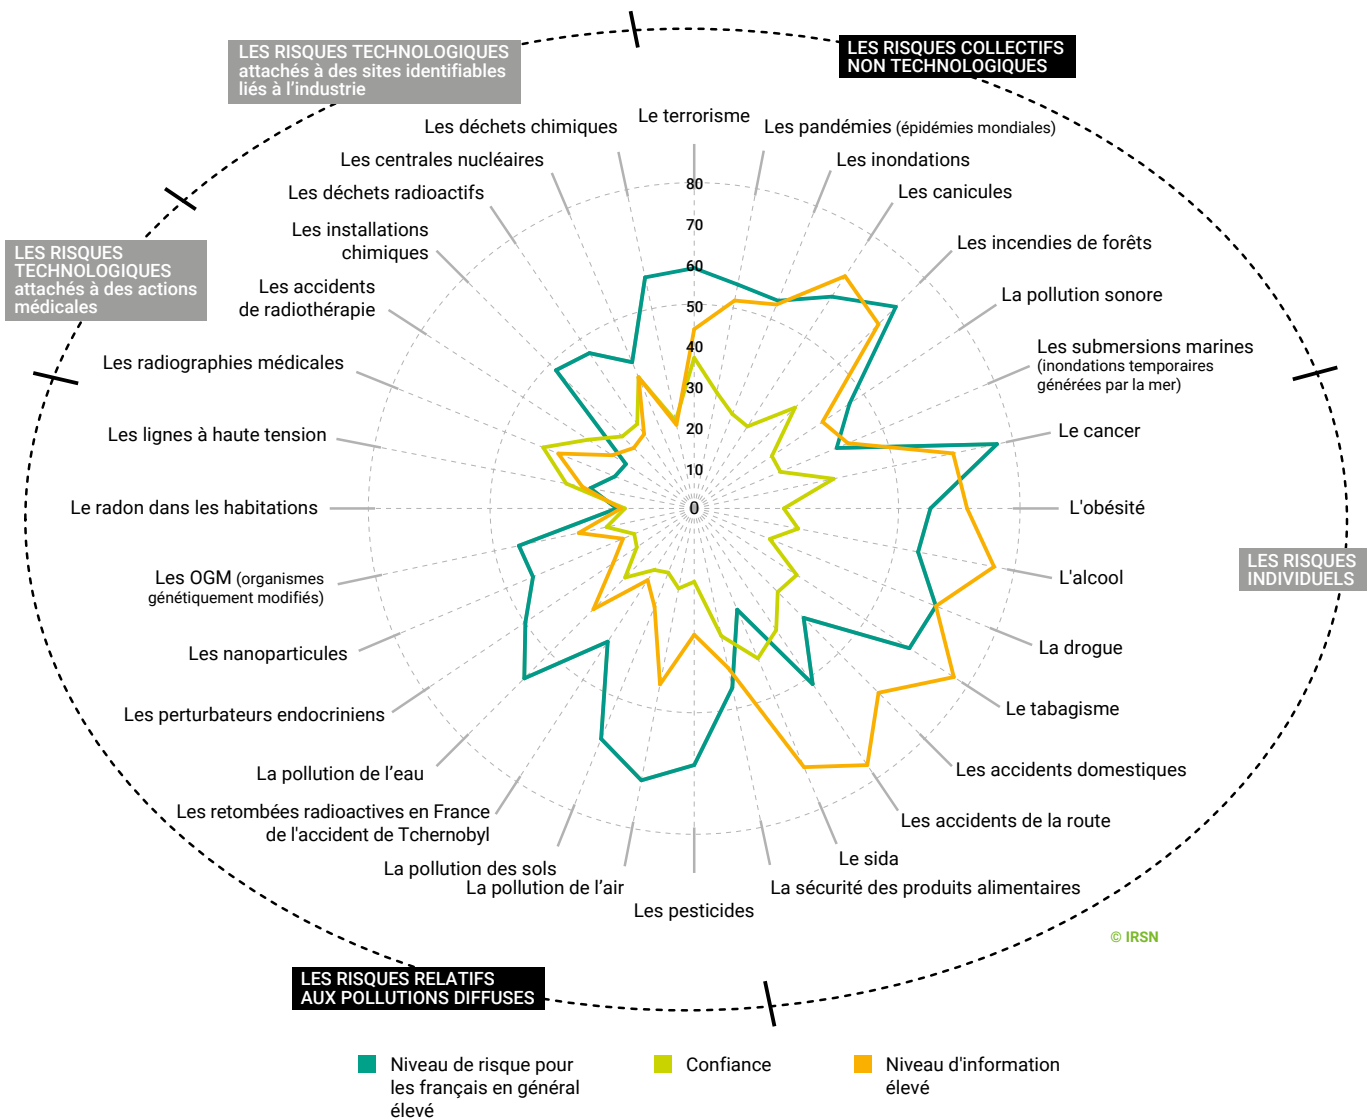 LES RISQUES TECHNOLOGIQUES
attachés à des sites identifiables
liés à l'industrie
LES RISQUES COLLECTIFS
NON TECHNOLOGIQUES
LES RISQUES
TECHNOLOGIQUES
attachés à des actions
médicales
LES RISQUES
INDIVIDUELS
LES RISQUES RELATIFS
AUX POLLUTIONS DIFFUSES
Le terrorisme
Les pandémies (épidémies mondiales)
Les inondations
Les canicules
Les incendies de forêts
La pollution sonore
Les submersions marines
(inondations temporaires
générées par la mer)
Le cancer
L'obésité
L'alcool
La drogue
Le tabagisme
Les accidents domestiques
Les accidents de la route
Le sida
La sécurité des produits alimentaires
Les pesticides
La pollution de l'air
La pollution des sols
Les retombées radioactives en France
de l'accident de Tchernobyl
La pollution de l'eau
Les perturbateurs endocriniens
Les nanoparticules
Les OGM (organismes
génétiquement modifiés)
Le radon dans les habitations
Les lignes à haute tension
Les radiographies médicales
Les accidents
de radiothérapie
Les installations
chimiques
Les déchets radioactifs
Les centrales nucléaires
Les déchets chimiques
80
70
60
50
40
30
20
10
0
© IRSN
Niveau de risque pour
les français en général
élevé
Confiance
Niveau d'information
élevé